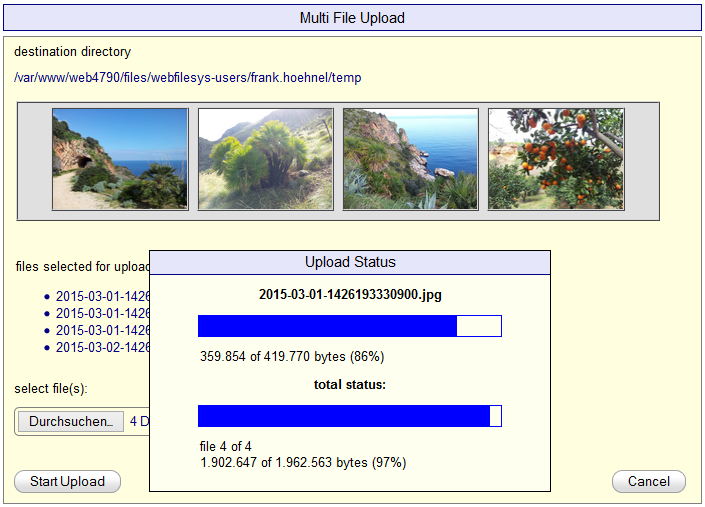 Multi File Upload
destination directory
/var/www/web4790/files/webfilesys-users/frank.hoehnel/temp
files selected for upload
2015-03-01-1426
2015-03-01-1426
2015-03-01-1426
2015-03-02-1426
select file(s):
Durchsuchen… 4 D
Start Upload
Cancel
Upload Status
2015-03-01-1426193330900.jpg
359.854 of 419.770 bytes (86%)
total status:
file 4 of 4
1.902.647 of 1.962.563 bytes (97%)